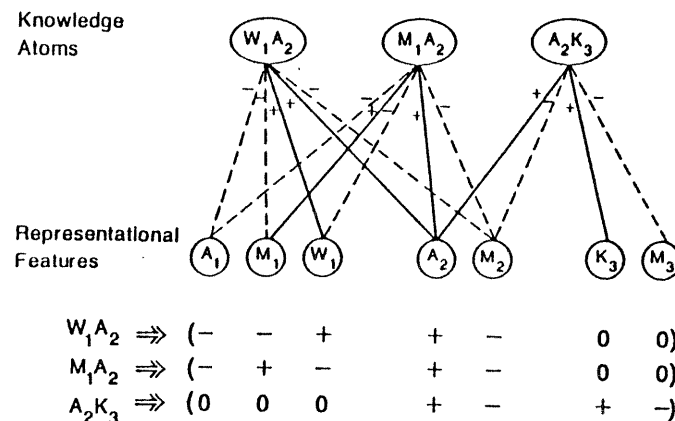 Knowledge
Atoms
W₁A₂ M₁A₂ A₂K₃
− − + + − − + − + − + − + −
Representational
Features
A₁ M₁ W₁ A₂ M₂ K₃ M₃
W₁A₂ ⇒ (− − + + − 0 0)
M₁A₂ ⇒ (− + − + − 0 0)
A₂K₃ ⇒ (0 0 0 + − + −)